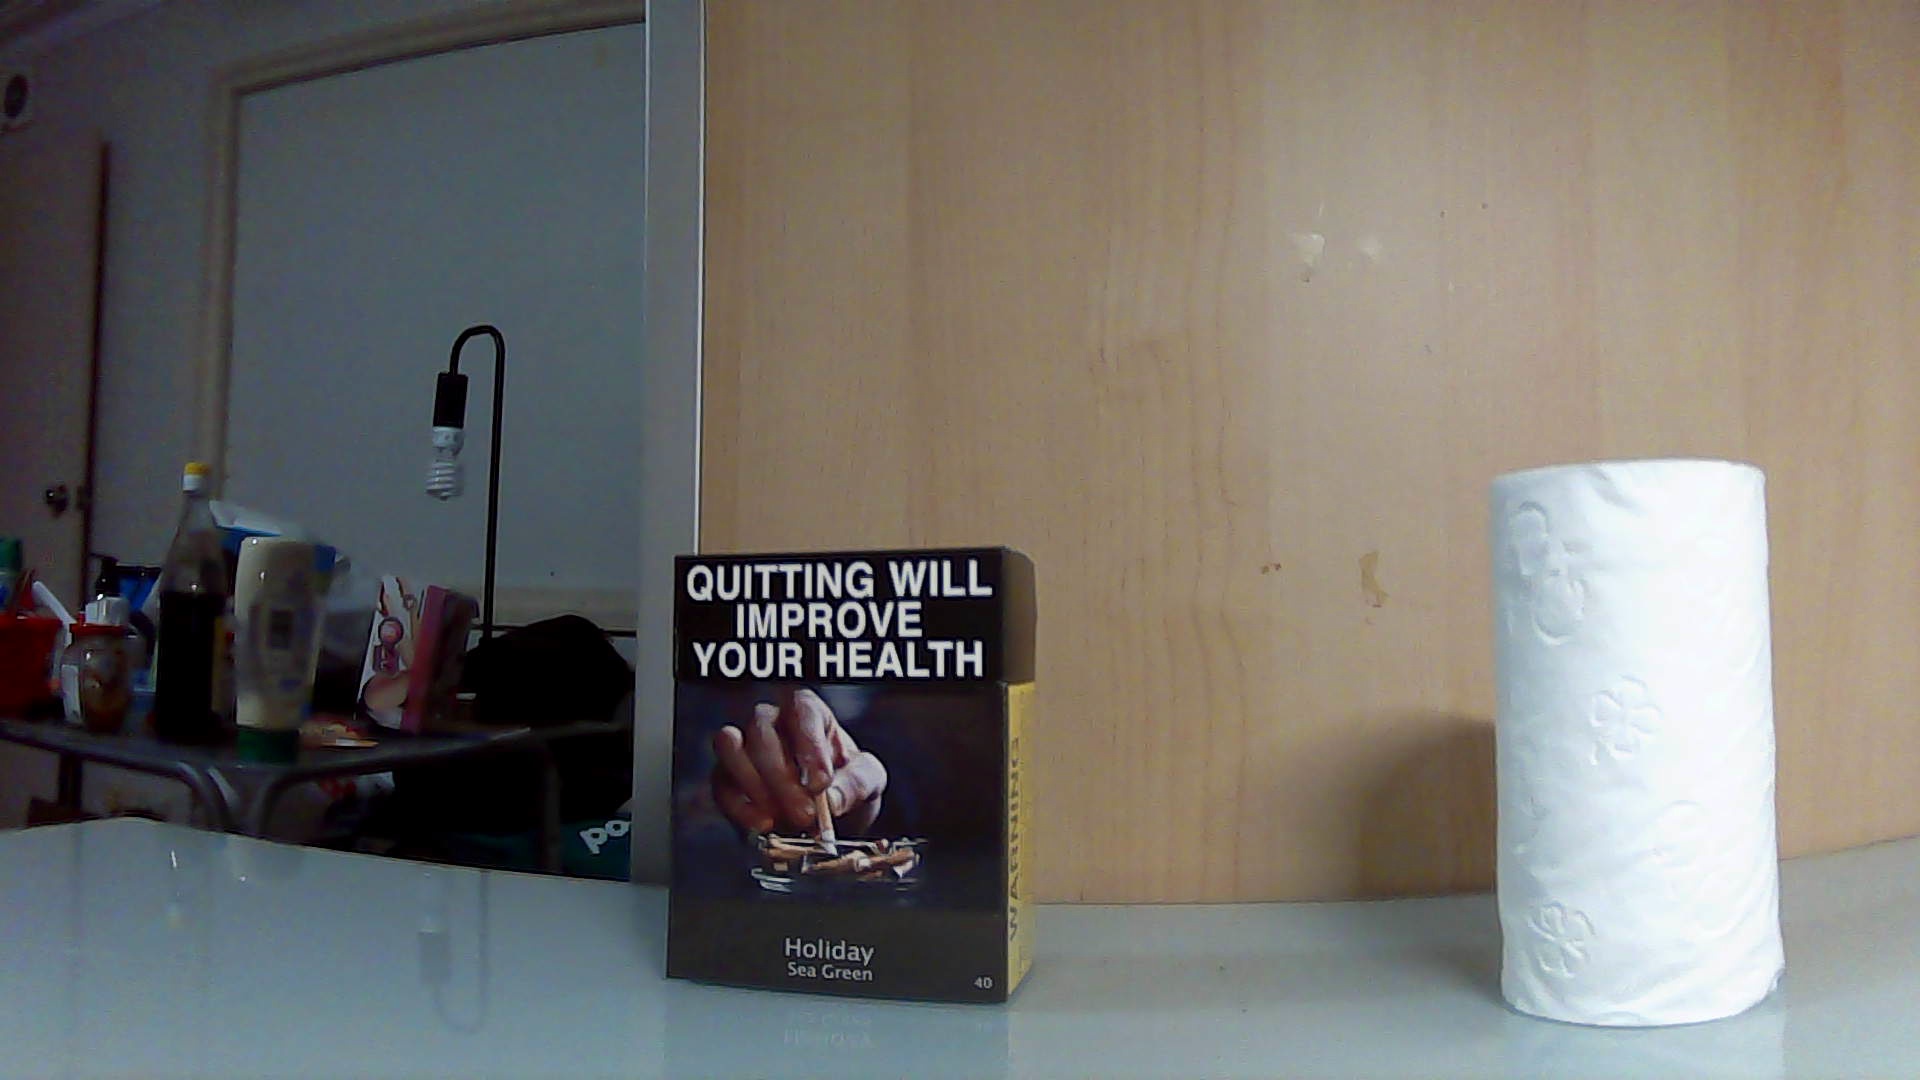 QUITTING WILL
IMPROVE
YOUR HEALTH
WARNING
Holiday
Sea Green
40